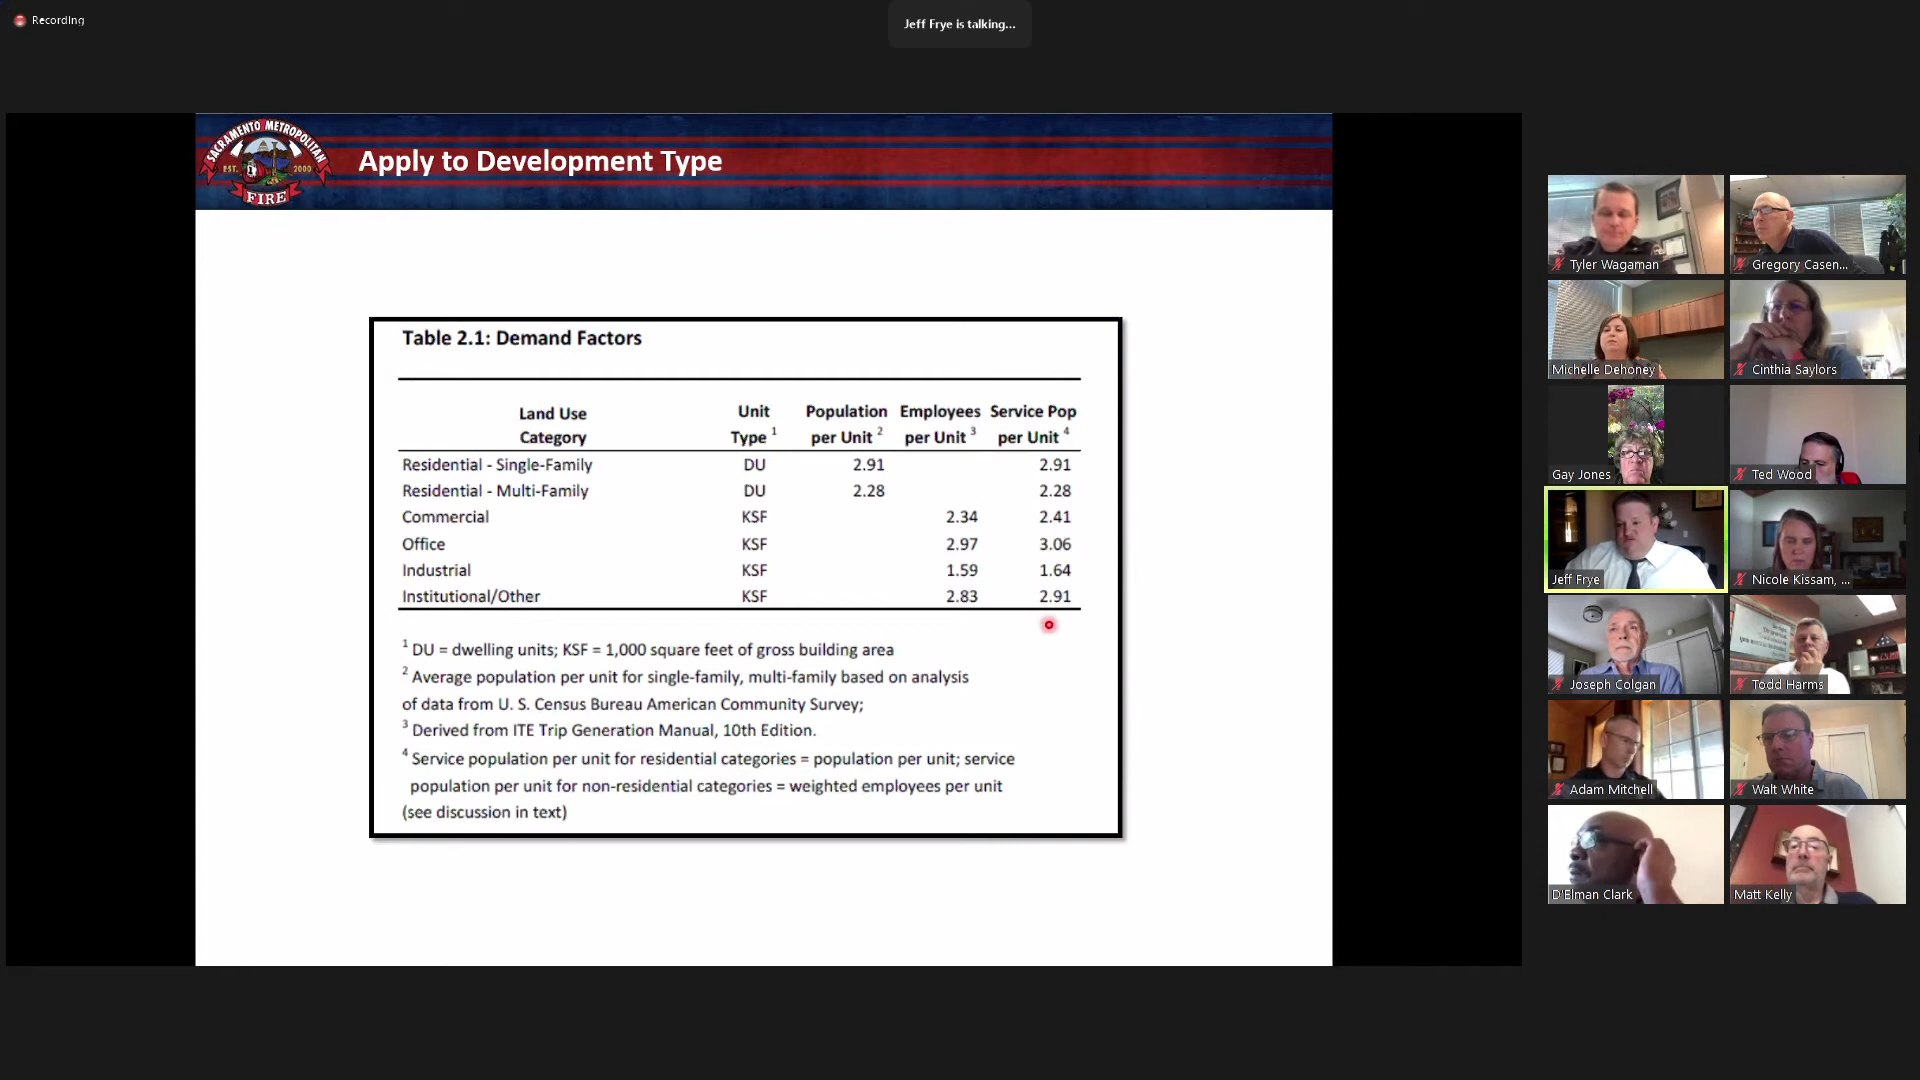 Recording
Jeff Frye is talking...
SACRAMENTO METROPOLITAN
EST. 2000
FIRE
Apply to Development Type
Table 2.1: Demand Factors
Land Use Category Unit Type 1 Population per Unit 2 Employees per Unit 3 Service Pop per Unit 4
Residential - Single-Family DU 2.91 2.91
Residential - Multi-Family DU 2.28 2.28
Commercial KSF 2.34 2.41
Office KSF 2.97 3.06
Industrial KSF 1.59 1.64
Institutional/Other KSF 2.83 2.91
1 DU = dwelling units; KSF = 1,000 square feet of gross building area
2 Average population per unit for single-family, multi-family based on analysis
of data from U. S. Census Bureau American Community Survey;
3 Derived from ITE Trip Generation Manual, 10th Edition.
4 Service population per unit for residential categories = population per unit; service
population per unit for non-residential categories = weighted employees per unit
(see discussion in text)
Tyler Wagaman
Gregory Casen...
Michelle Dehoney
Cinthia Saylors
Gay Jones
Ted Wood
Jeff Frye
Nicole Kissam, ...
Joseph Colgan
Todd Harms
Adam Mitchell
Walt White
D'Elman Clark
Matt Kelly